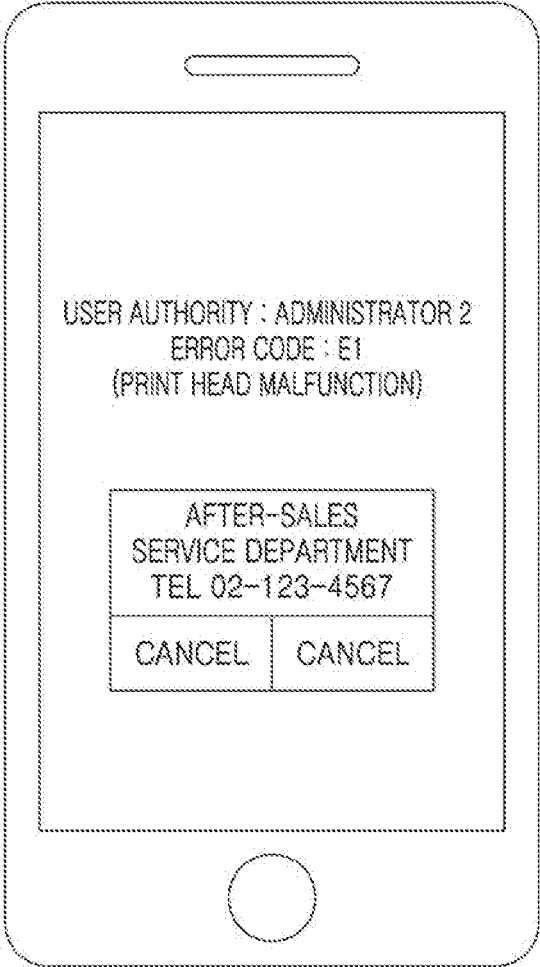 USER AUTHORITY : ADMINISTRATOR 2
ERROR CODE : E1
(PRINT HEAD MALFUNCTION)
AFTER-SALES
SERVICE DEPARTMENT
TEL 02-123-4567
CANCEL CANCEL